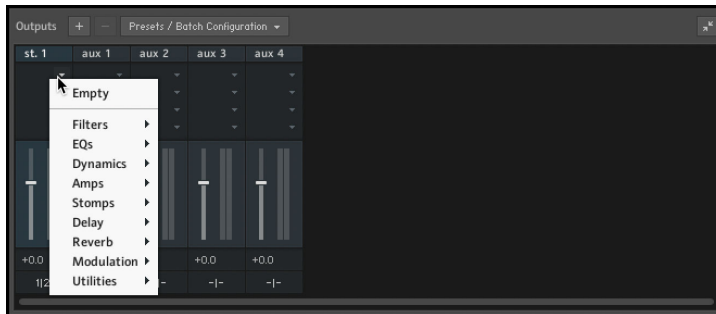 Outputs + − Presets / Batch Configuration
st. 1 aux 1 aux 2 aux 3 aux 4
Empty
Filters
EQs
Dynamics
Amps
Stomps
Delay
Reverb
Modulation
Utilities
+0.0 +0.0 +0.0
1|2 -|- -|-